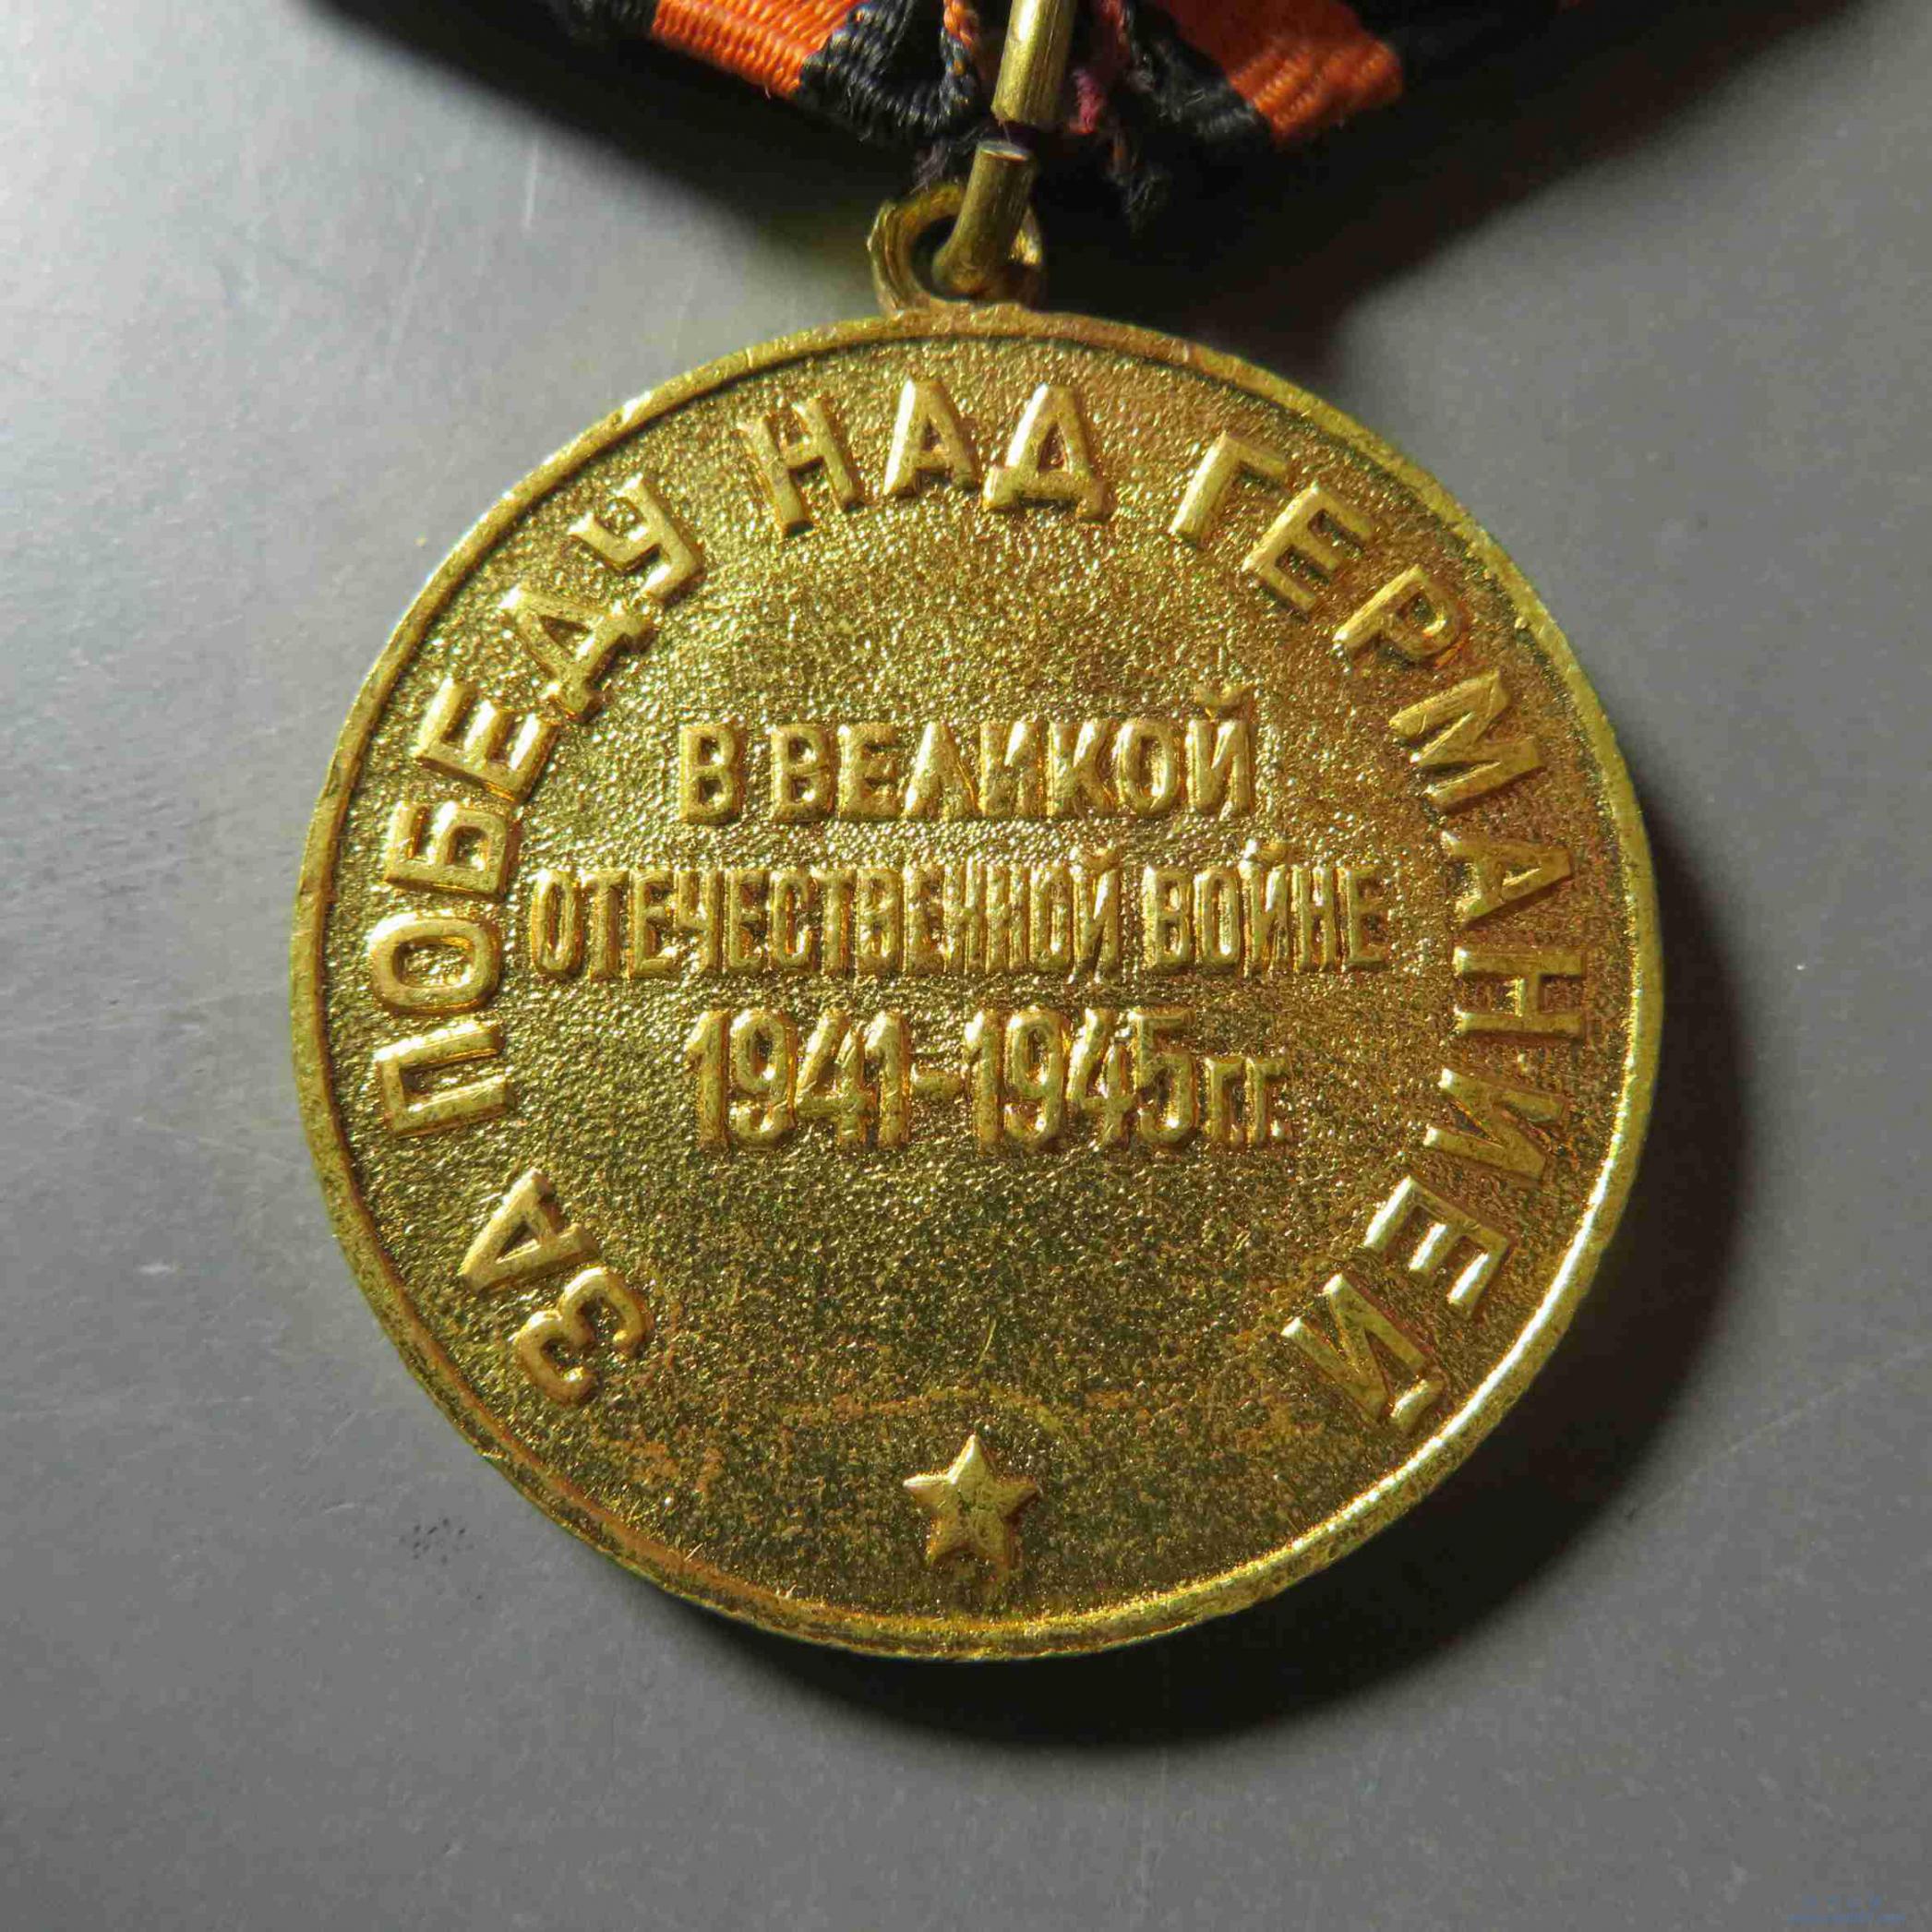 ЗА ПОБЕДУ НАД ГЕРМАНИЕЙ
В ВЕЛИКОЙ
ОТЕЧЕСТВЕННОЙ ВОЙНЕ
1941-1945 гг.